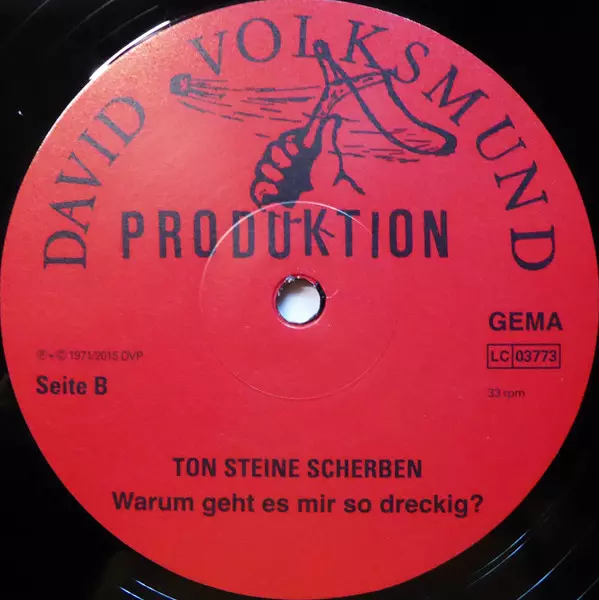 DAVID VOLKSMUND
PRODUKTION
GEMA
LC 03773
℗+© 1971/2015 DVP
Seite B
33 rpm
TON STEINE SCHERBEN
Warum geht es mir so dreckig?